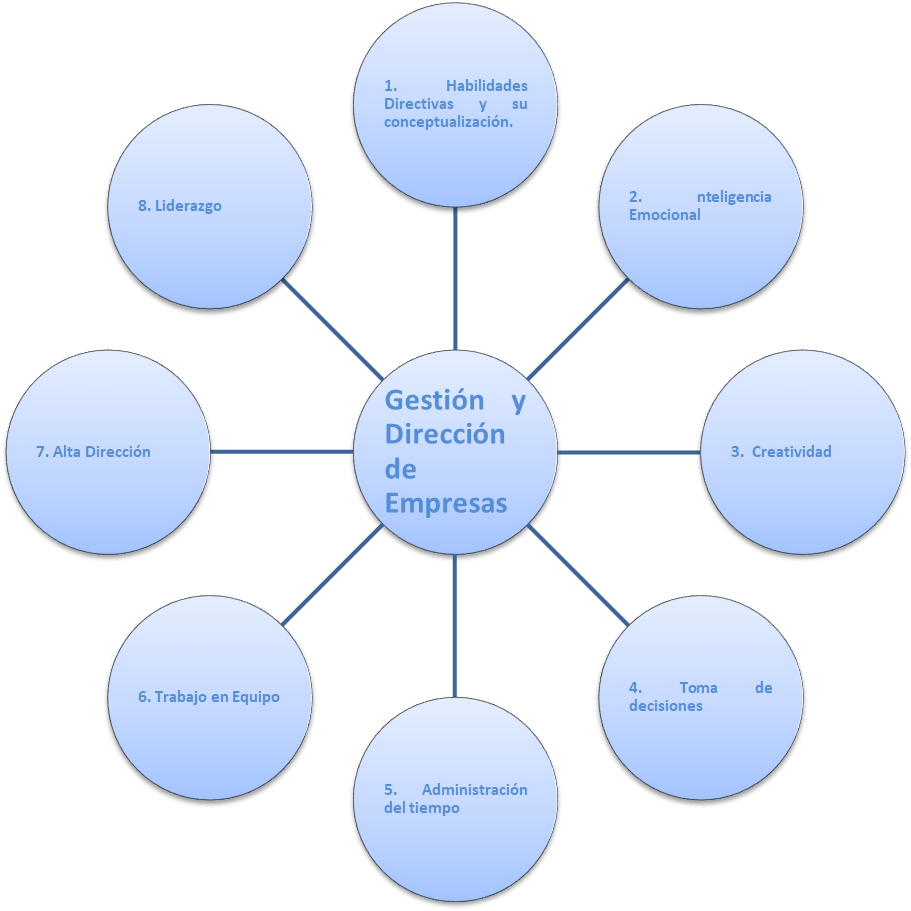 1. Habilidades
Directivas y su
conceptualización.
2. nteligencia
Emocional
3. Creatividad
4. Toma de
decisiones
5. Administración
del tiempo
6. Trabajo en Equipo
7. Alta Dirección
8. Liderazgo
Gestión y
Dirección
de
Empresas